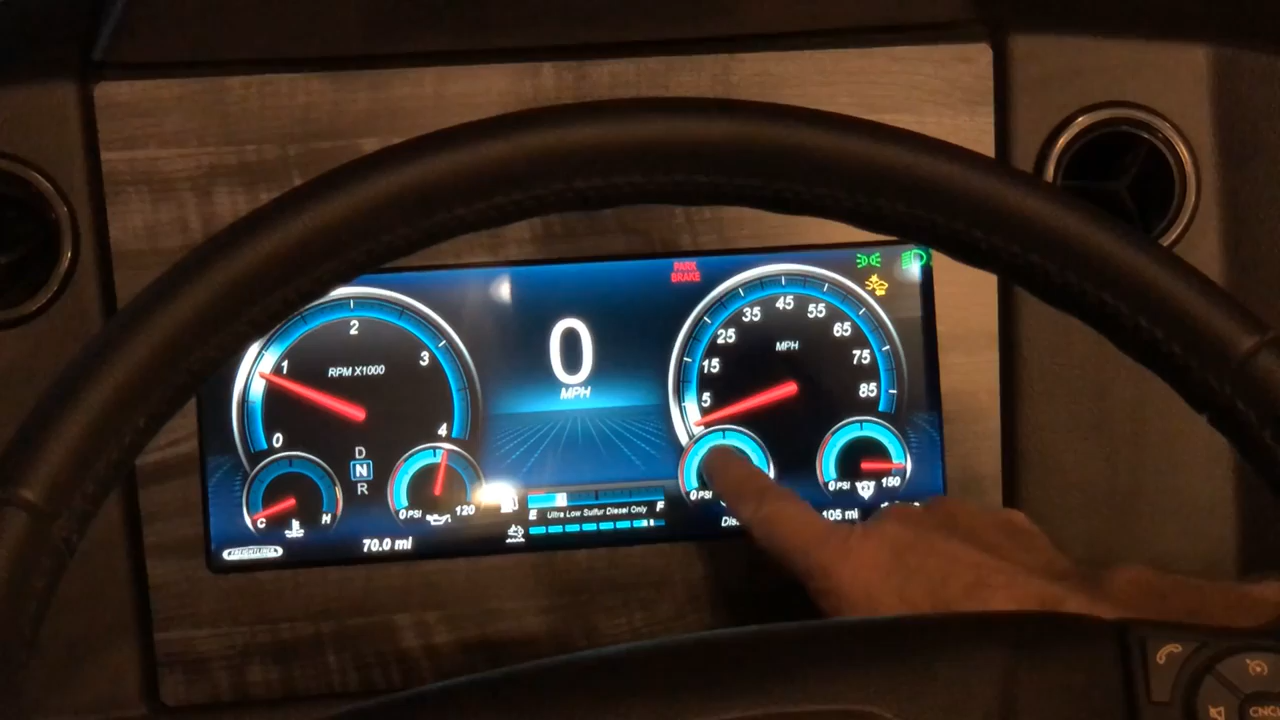 PARK
BRAKE
0
MPH
RPM X1000
0
1
2
3
4
D
N
R
C
H
0 PSI
120
70.0 mi
FREIGHTLINER
E
F
Ultra Low Sulfur Diesel Only
MPH
5
15
25
35
45
55
65
75
85
0 PSI
0 PSI
150
2
105 mi
CNCL